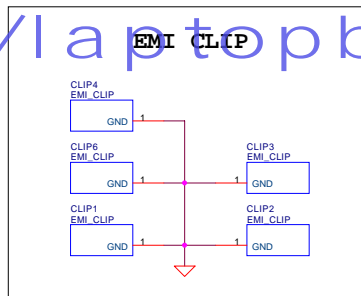 /laptopb
EMI CLIP
CLIP4
EMI_CLIP
GND 1
CLIP6
EMI_CLIP
GND 1
CLIP3
EMI_CLIP
1 GND
CLIP1
EMI_CLIP
GND 1
CLIP2
EMI_CLIP
1 GND